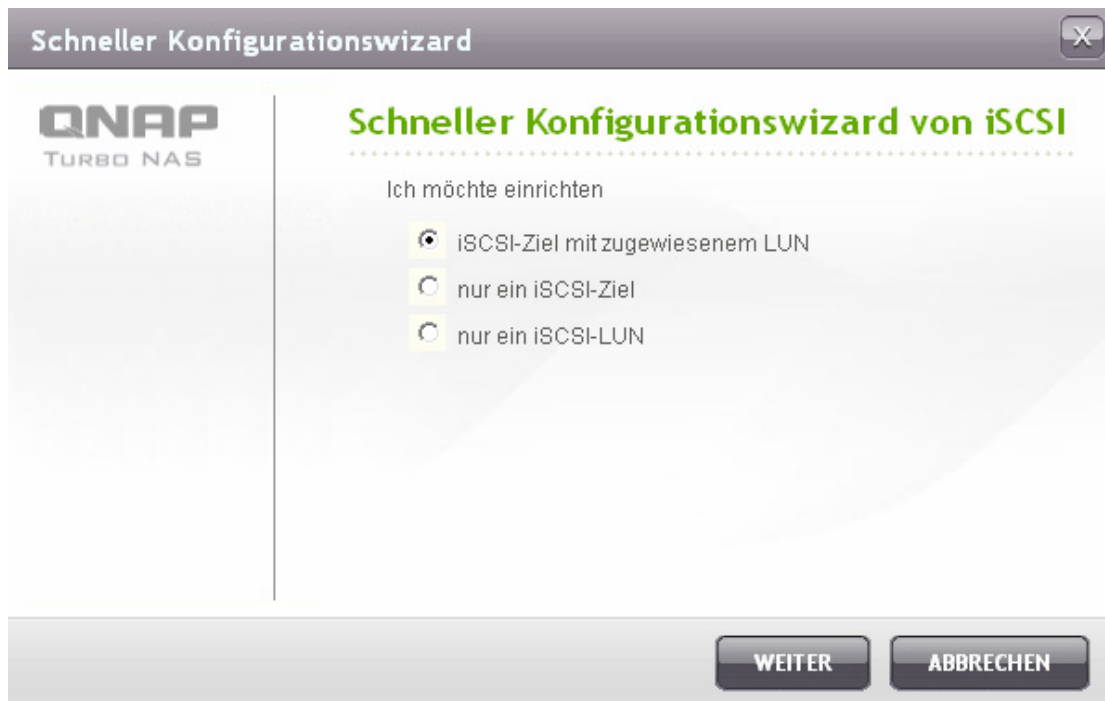 Schneller Konfigurationswizard
X
QNAP
TURBO NAS
Schneller Konfigurationswizard von iSCSI
Ich möchte einrichten
iSCSI-Ziel mit zugewiesenem LUN
nur ein iSCSI-Ziel
nur ein iSCSI-LUN
WEITER
ABBRECHEN